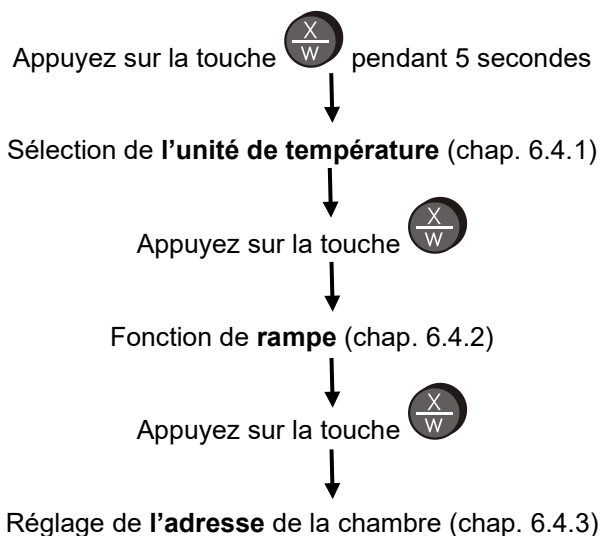 Appuyez sur la touche X/W pendant 5 secondes
Sélection de l'unité de température (chap. 6.4.1)
Appuyez sur la touche X/W
Fonction de rampe (chap. 6.4.2)
Appuyez sur la touche X/W
Réglage de l'adresse de la chambre (chap. 6.4.3)